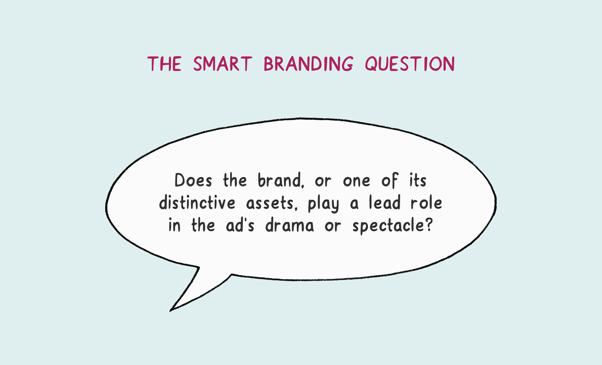 THE SMART BRANDING QUESTION
Does the brand, or one of its
distinctive assets, play a lead role
in the ad's drama or spectacle?